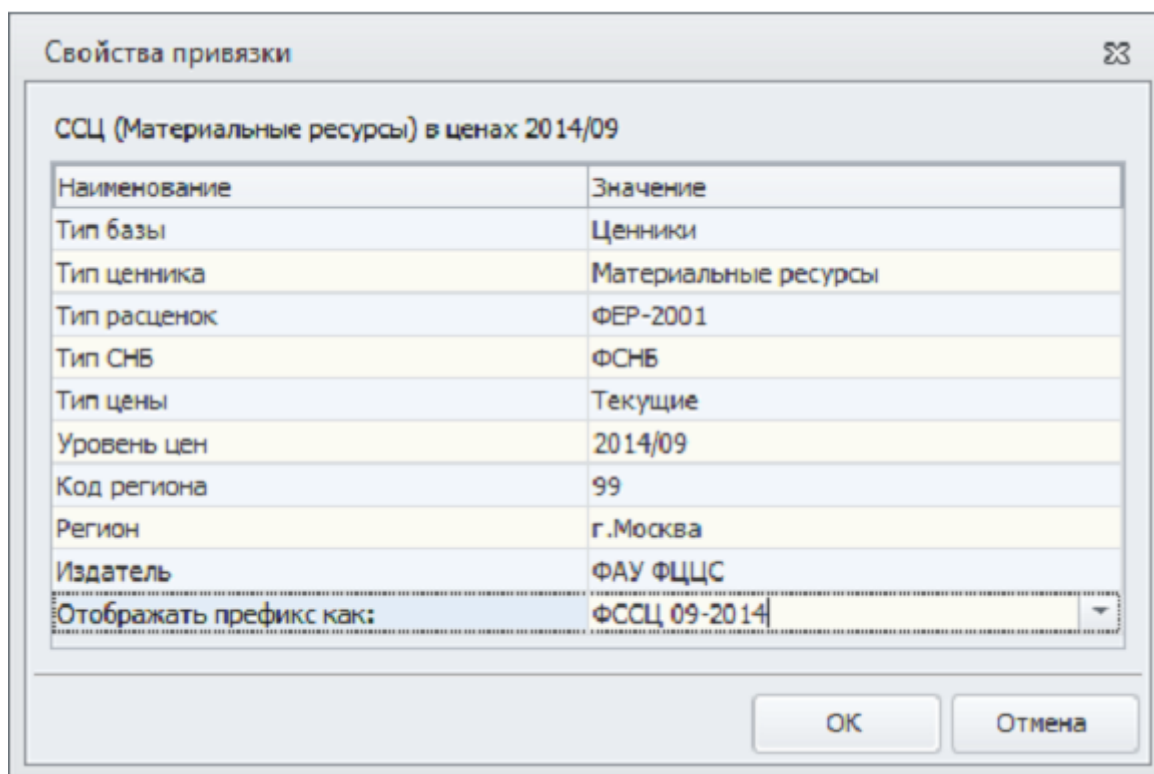 Свойства привязки
ССЦ (Материальные ресурсы) в ценах 2014/09
Наименование Значение
Тип базы Ценники
Тип ценника Материальные ресурсы
Тип расценок ФЕР-2001
Тип СНБ ФСНБ
Тип цены Текущие
Уровень цен 2014/09
Код региона 99
Регион г.Москва
Издатель ФАУ ФЦЦС
Отображать префикс как: ФССЦ 09-2014
ОК Отмена